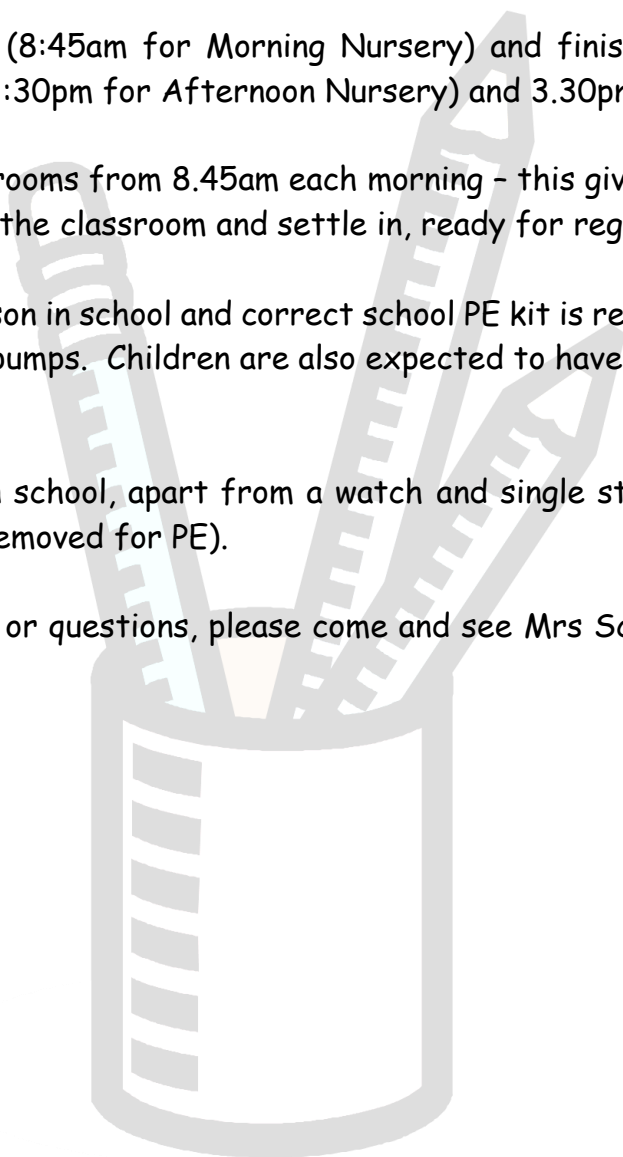 (8:45am for Morning Nursery) and finis
:30pm for Afternoon Nursery) and 3.30pm
rooms from 8.45am each morning – this giv
the classroom and settle in, ready for reg
son in school and correct school PE kit is re
pumps. Children are also expected to have
school, apart from a watch and single st
emoved for PE).
or questions, please come and see Mrs Sc